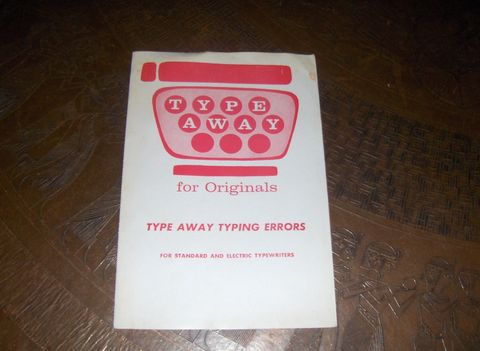 TYPE
AWAY
for Originals
TYPE AWAY TYPING ERRORS
FOR STANDARD AND ELECTRIC TYPEWRITERS